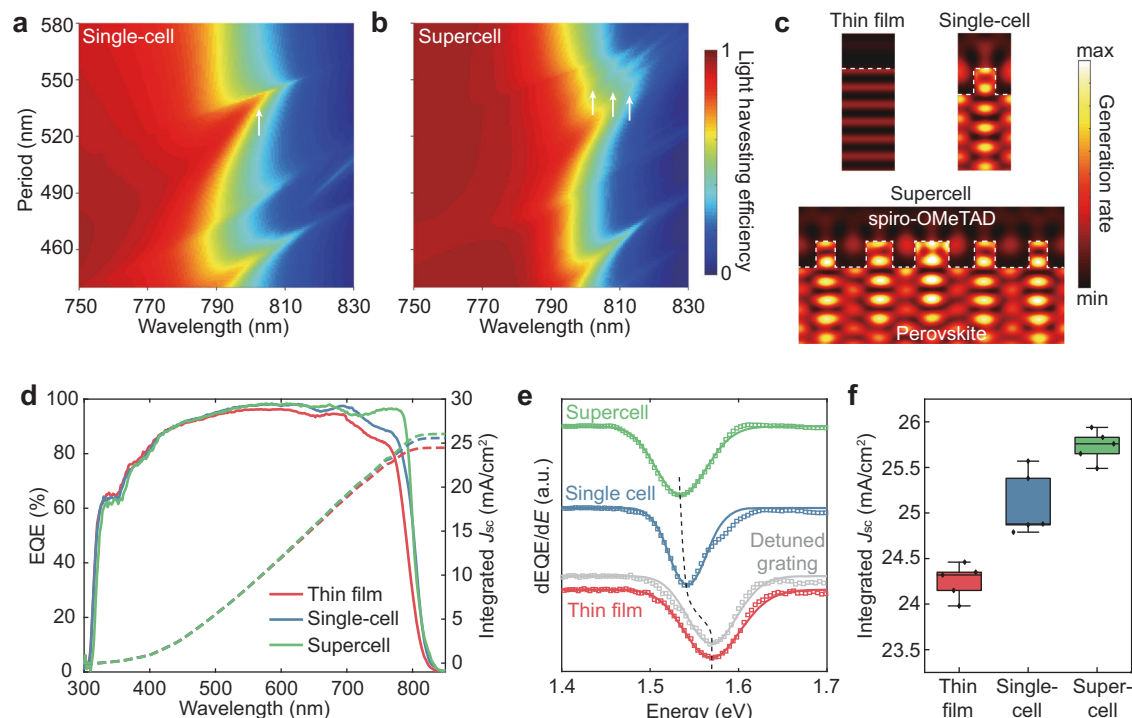 a
Single-cell
Period (nm)
580
550
520
490
460
750
770
790
810
830
Wavelength (nm)
b
Supercell
750
770
790
810
830
Wavelength (nm)
1
0
Light harvesting efficiency
c
Thin film
Single-cell
Supercell
spiro-OMeTAD
Perovskite
max
min
Generation rate
d
EQE (%)
100
80
60
40
20
0
300
400
500
600
700
800
Wavelength (nm)
30
25
20
15
10
5
0
Integrated Jsc (mA/cm²)
Thin film
Single-cell
Supercell
e
dEQE/dE (a.u.)
Supercell
Single cell
Detuned
grating
Thin film
1.4
1.5
1.6
1.7
Energy (eV)
f
Integrated Jsc (mA/cm²)
26
25.5
25
24.5
24
23.5
Thin
film
Single-
cell
Super-
cell